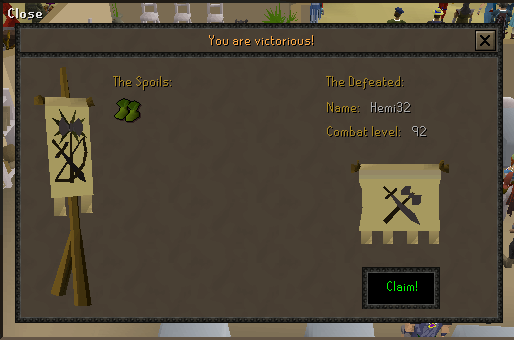 Close
You are victorious!
The Spoils:
The Defeated:
Name: Hemi32
Combat level: 92
Claim!